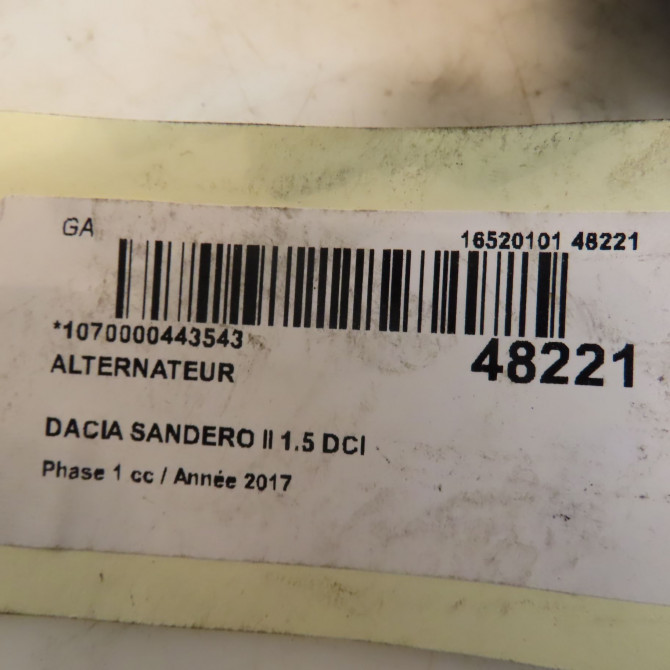 GA
16520101 48221
*1070000443543
48221
ALTERNATEUR
DACIA SANDERO II 1.5 DCI
Phase 1 cc / Année 2017